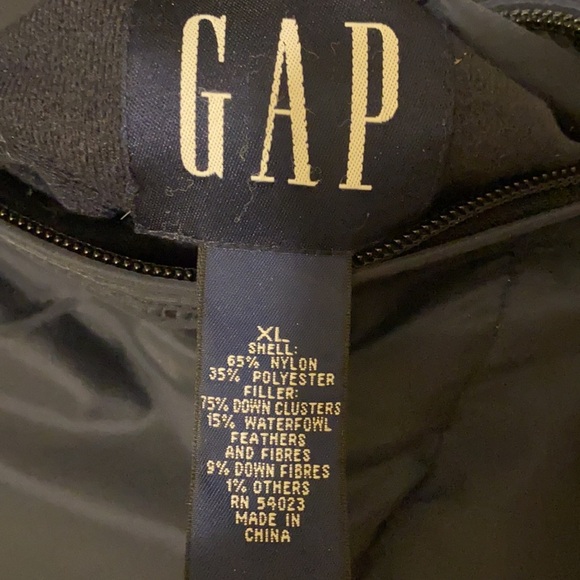 GAP
XL
SHELL:
65% NYLON
35% POLYESTER
FILLER:
75% DOWN CLUSTERS
15% WATERFOWL
FEATHERS
AND FIBRES
9% DOWN FIBRES
1% OTHERS
RN 54023
MADE IN
CHINA